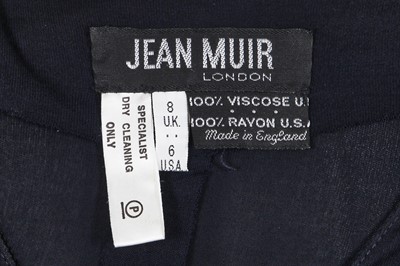 JEAN MUIR
LONDON
8
U.K.
..
6
USA
100% VISCOSE U.
100% RAYON U.S.A
Made in England
SPECIALIST
DRY CLEANING
ONLY
P